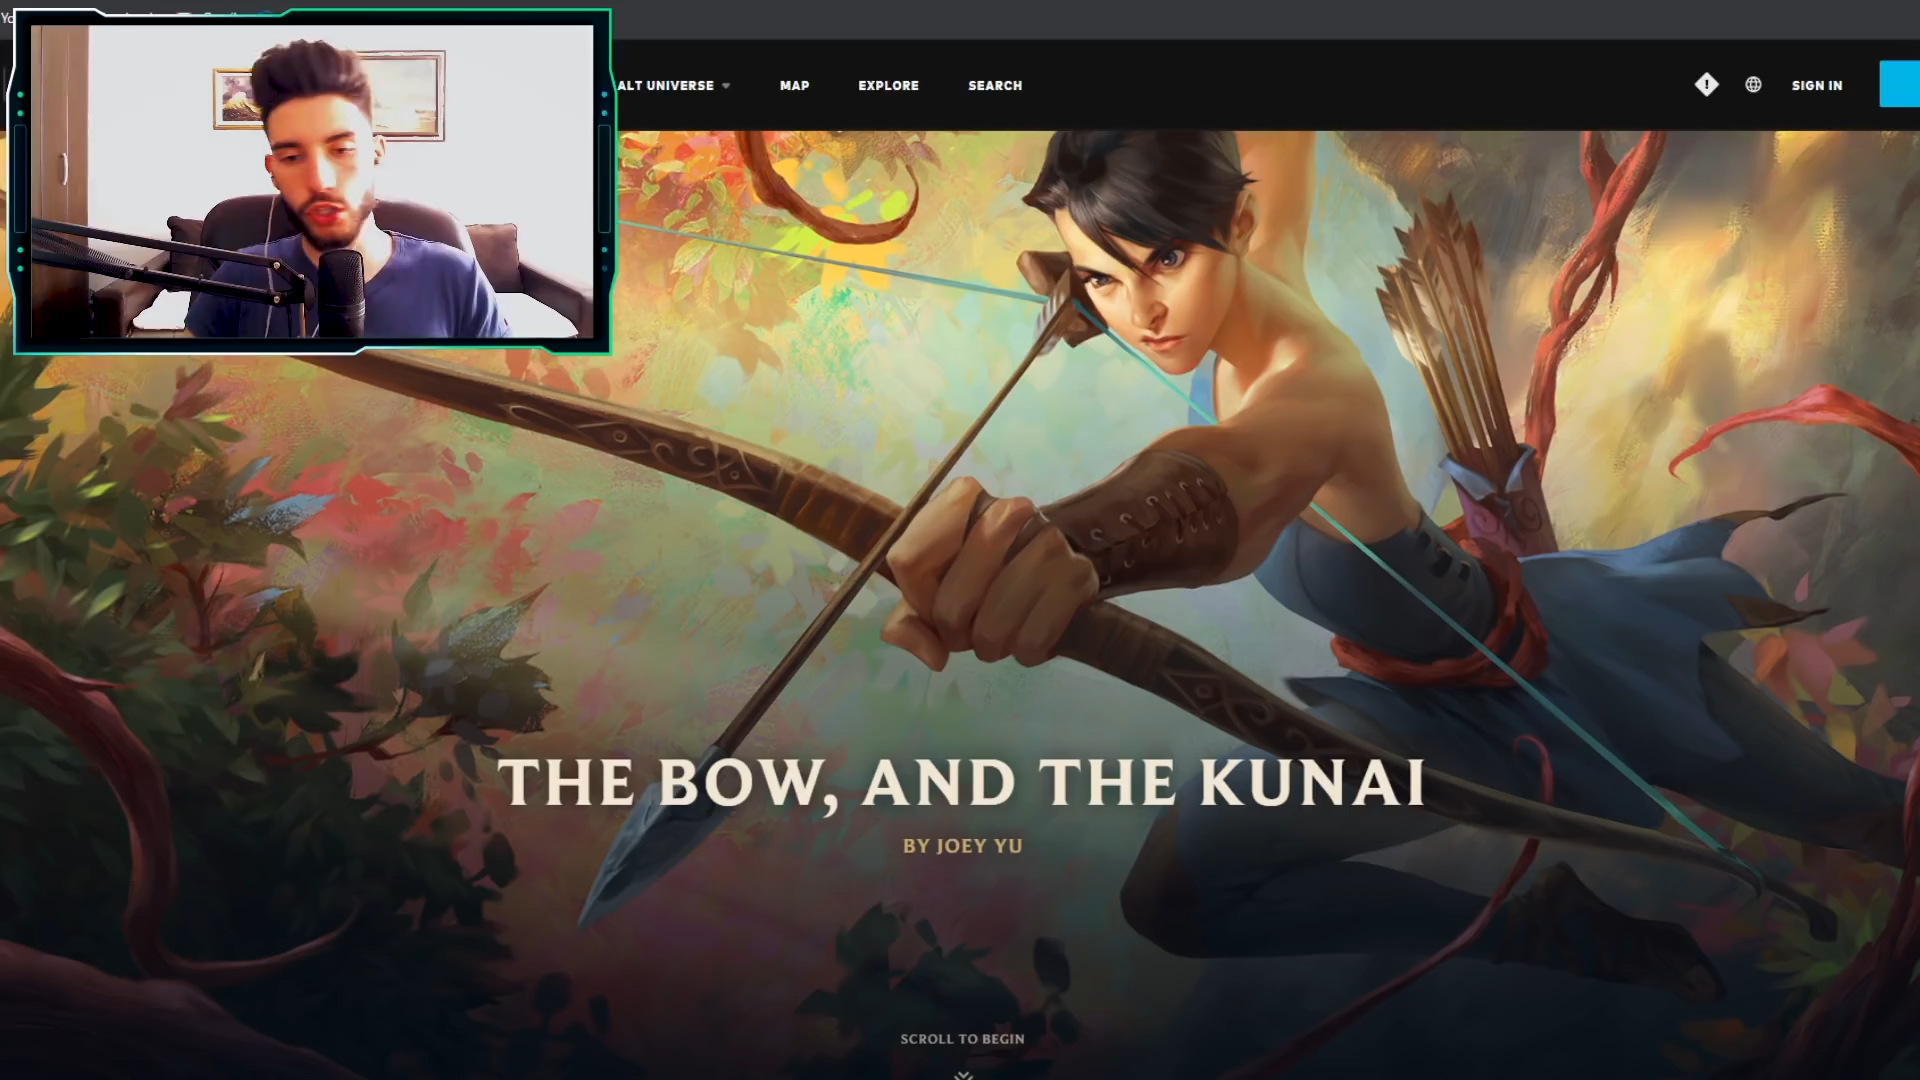 ALT UNIVERSE
MAP
EXPLORE
SEARCH
SIGN IN
THE BOW, AND THE KUNAI
BY JOEY YU
SCROLL TO BEGIN